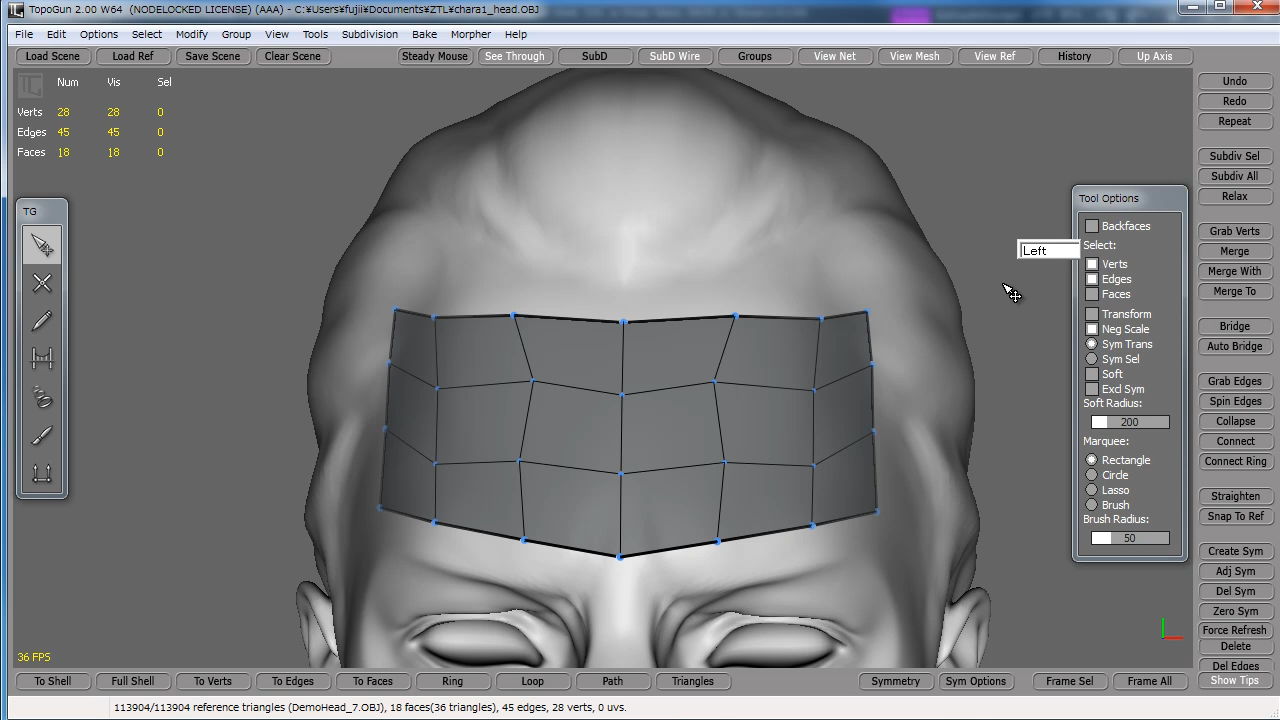 TopoGun 2.00 W64  (NODELOCKED LICENSE) (AAA) - C:¥Users¥fujii¥Documents¥ZTL¥chara1_head.OBJ
File Edit Options Select Modify Group View Tools Subdivision Bake Morpher Help
Load Scene Load Ref Save Scene Clear Scene Steady Mouse See Through SubD SubD Wire Groups View Net View Mesh View Ref History Up Axis
Num Vis Sel
Verts 28 28 0
Edges 45 45 0
Faces 18 18 0
TG
Left
Tool Options
Backfaces
Select:
Verts
Edges
Faces
Transform
Neg Scale
Sym Trans
Sym Sel
Soft
Excl Sym
Soft Radius:
200
Marquee:
Rectangle
Circle
Lasso
Brush
Brush Radius:
50
Undo
Redo
Repeat
Subdiv Sel
Subdiv All
Relax
Grab Verts
Merge
Merge With
Merge To
Bridge
Auto Bridge
Grab Edges
Spin Edges
Collapse
Connect
Connect Ring
Straighten
Snap To Ref
Create Sym
Adj Sym
Del Sym
Zero Sym
Force Refresh
Delete
Del Edges
Show Tips
36 FPS
To Shell Full Shell To Verts To Edges To Faces Ring Loop Path Triangles Symmetry Sym Options Frame Sel Frame All
113904/113904 reference triangles (DemoHead_7.OBJ), 18 faces(36 triangles), 45 edges, 28 verts, 0 uvs.